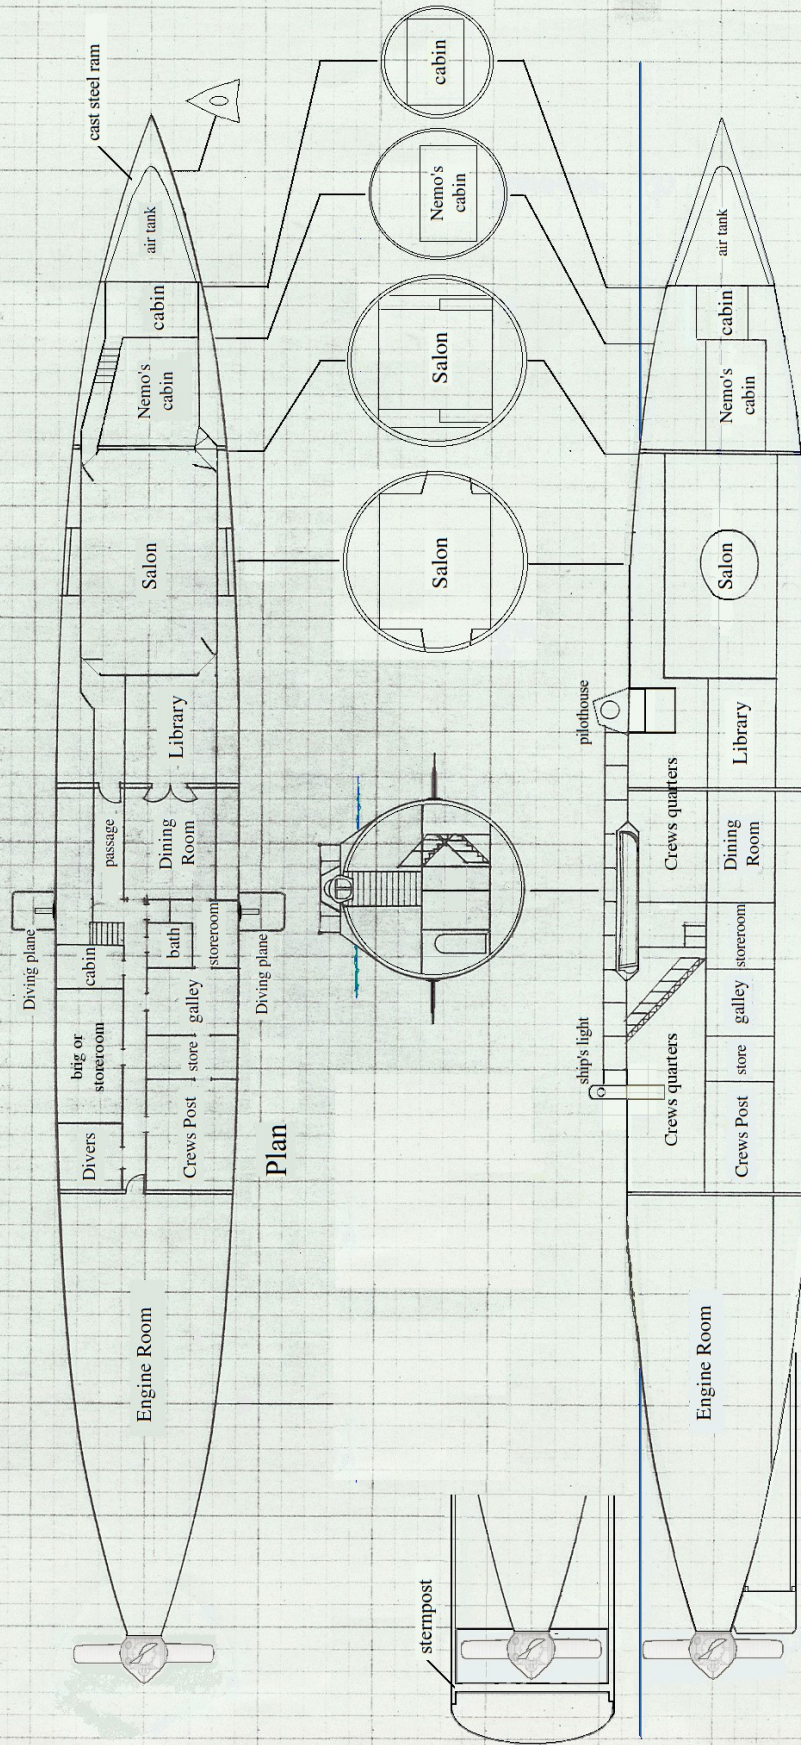 cast steel ram
air tank
cabin
Nemo's
cabin
Salon
Library
passage
Dining
Room
Diving plane
Diving plane
bath
storeroom
cabin
galley
brig or
storeroom
store
Divers
Crews Post
Plan
Engine Room
cabin
Nemo's
cabin
Salon
Salon
sternpost
air tank
cabin
Nemo's
cabin
Salon
pilothouse
Library
Crews quarters
Dining
Room
storeroom
galley
ship's light
store
Crews quarters
Crews Post
Engine Room